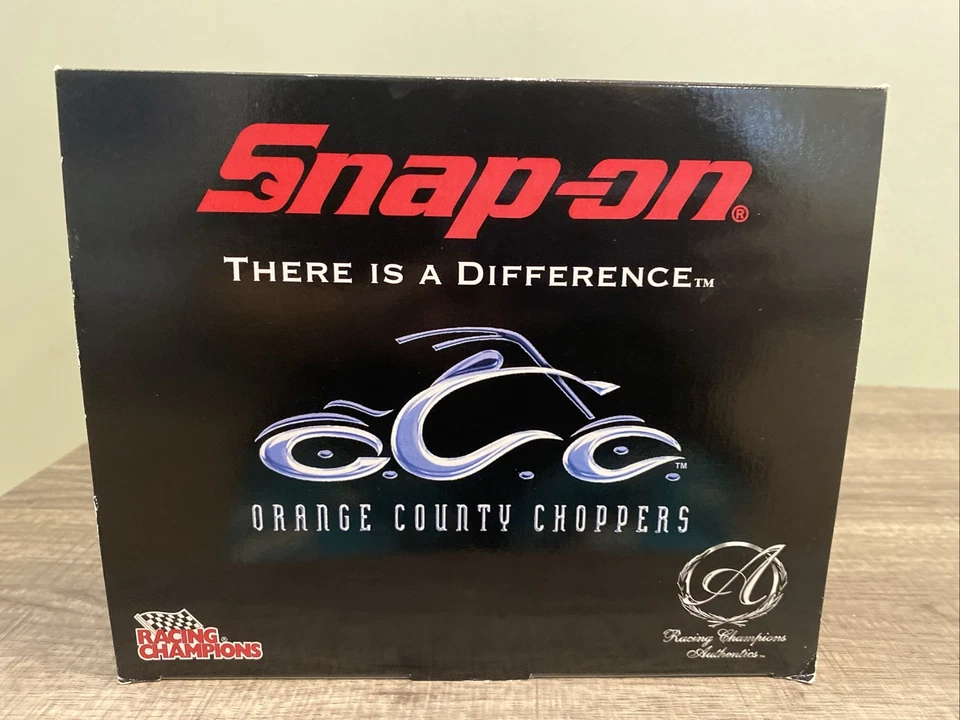 Snap-on®
THERE IS A DIFFERENCE™
O.C.C.™
ORANGE COUNTY CHOPPERS
A
RACING CHAMPIONS®
Racing Champions
Authentics™